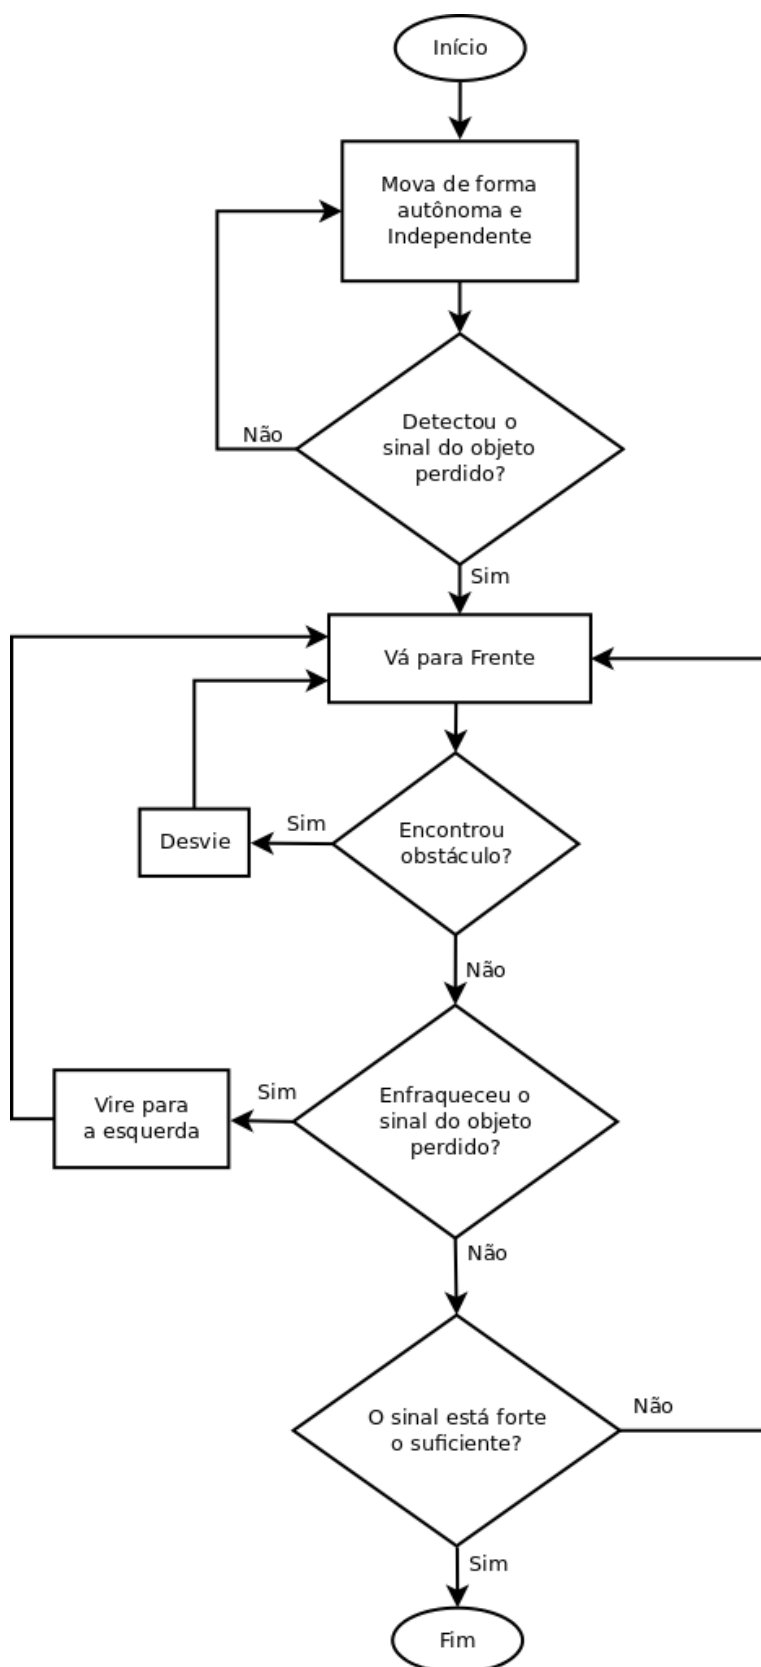 Início
Mova de forma
autônoma e
Independente
Detectou o
sinal do objeto
perdido?
Não
Sim
Vá para Frente
Encontrou
obstáculo?
Sim
Desvie
Não
Enfraqueceu o
sinal do objeto
perdido?
Sim
Vire para
a esquerda
Não
O sinal está forte
o suficiente?
Não
Sim
Fim